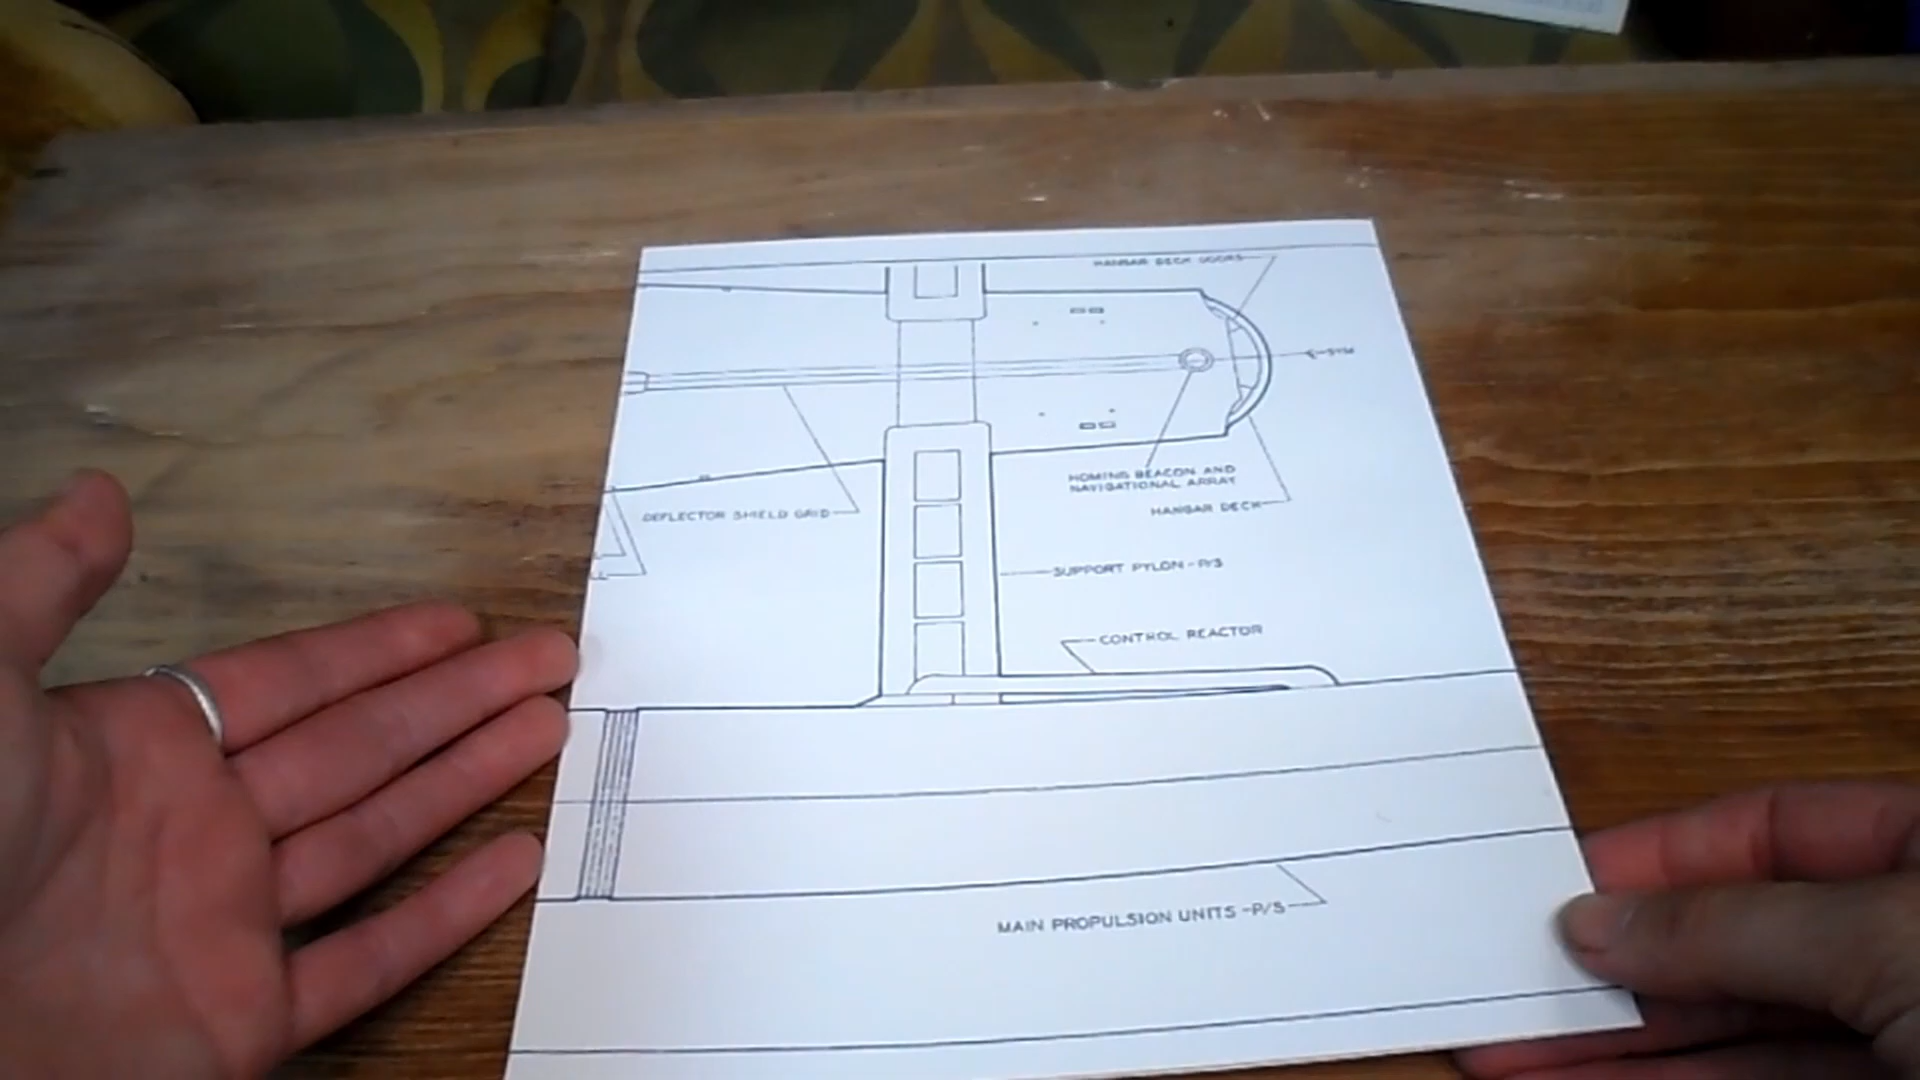 HANGAR DECK DOORS
HOMING BEACON AND
NAVIGATIONAL ARRAY
HANGAR DECK
DEFLECTOR SHIELD GRID
SUPPORT PYLON - P/S
CONTROL REACTOR
MAIN PROPULSION UNITS - P/S